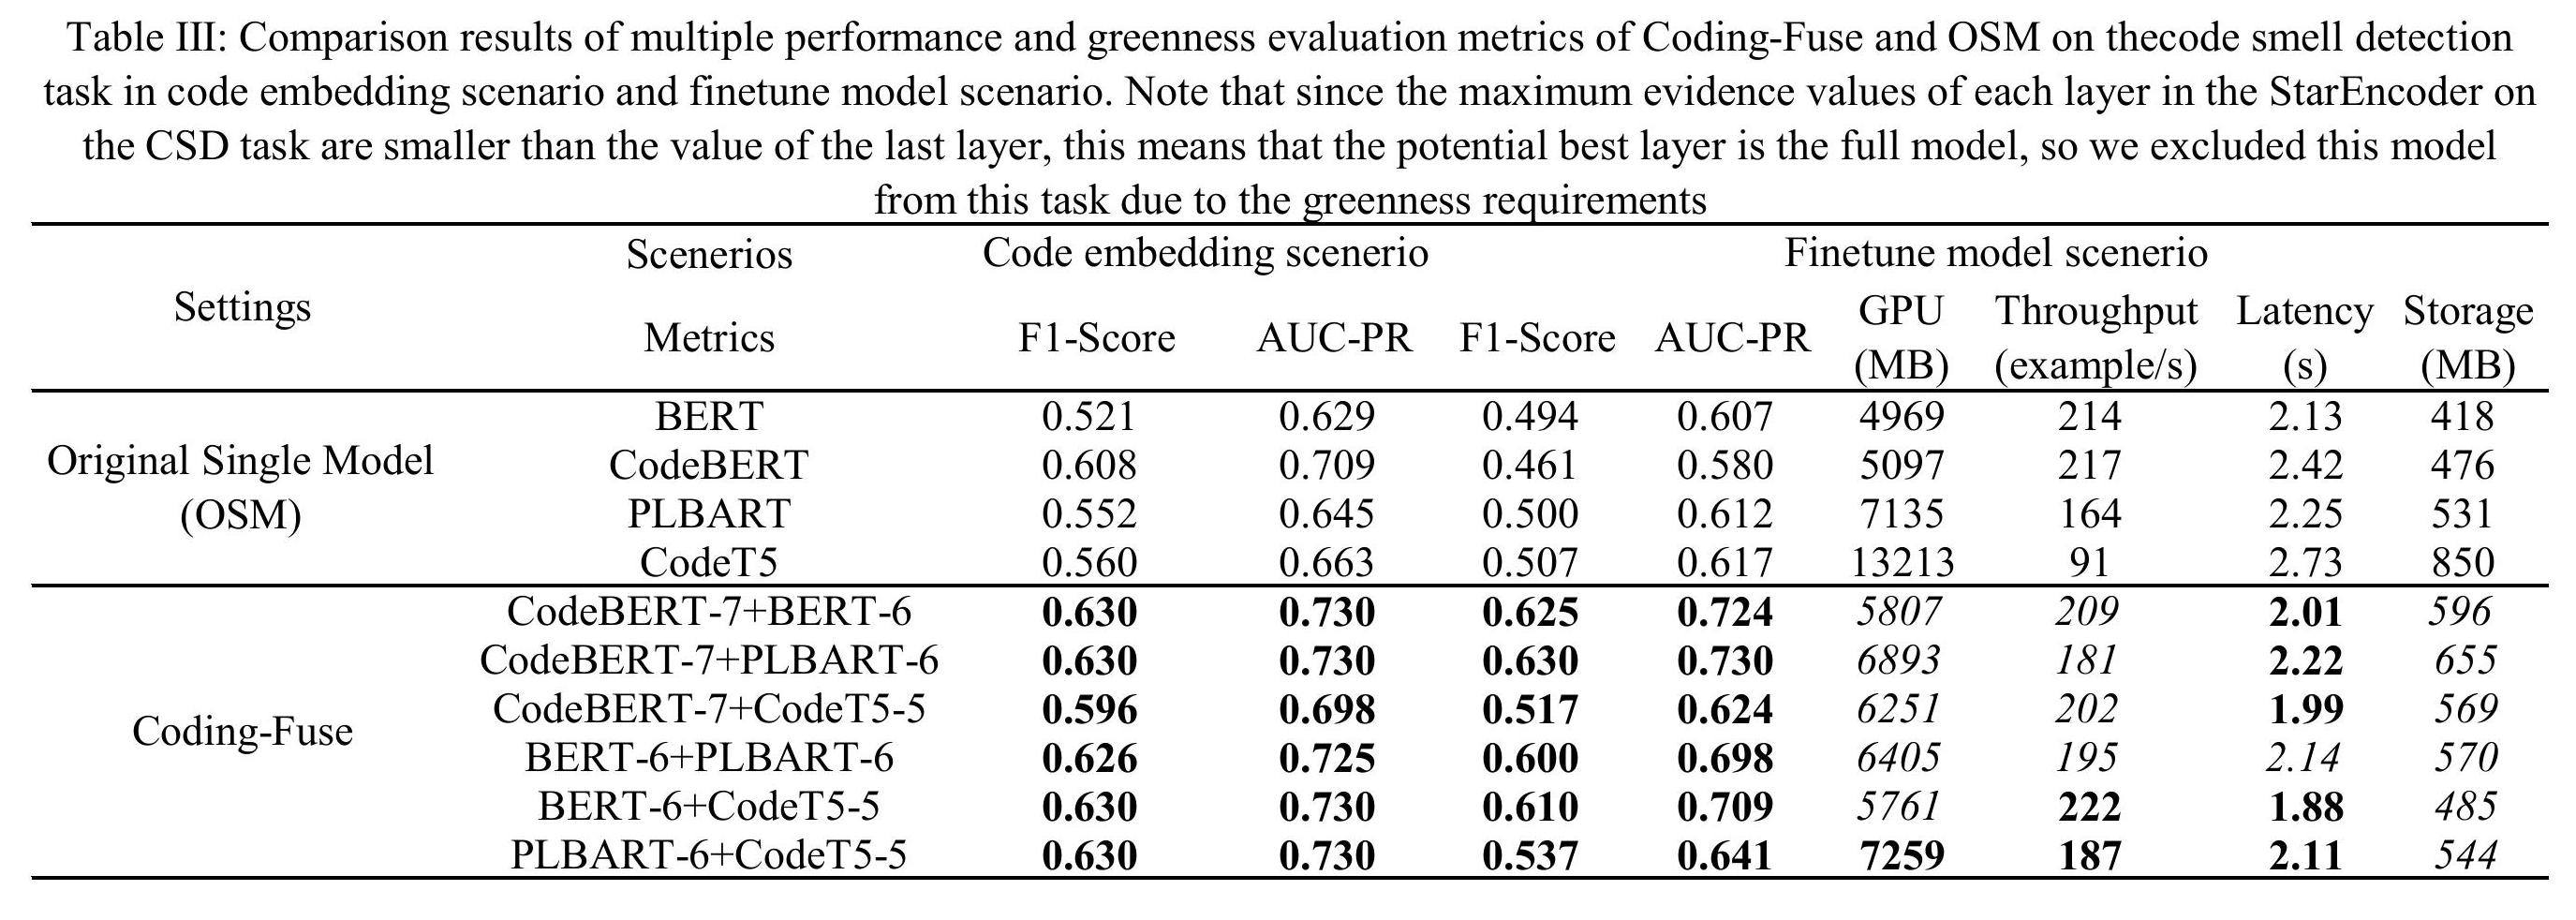 Table III: Comparison results of multiple performance and greenness evaluation metrics of Coding-Fuse and OSM on thecode smell detection
task in code embedding scenario and finetune model scenario. Note that since the maximum evidence values of each layer in the StarEncoder on
the CSD task are smaller than the value of the last layer, this means that the potential best layer is the full model, so we excluded this model
from this task due to the greenness requirements
Settings Scenerios Code embedding scenerio Finetune model scenerio
Metrics F1-Score AUC-PR F1-Score AUC-PR GPU (MB) Throughput (example/s) Latency (s) Storage (MB)
Original Single Model (OSM)
BERT 0.521 0.629 0.494 0.607 4969 214 2.13 418
CodeBERT 0.608 0.709 0.461 0.580 5097 217 2.42 476
PLBART 0.552 0.645 0.500 0.612 7135 164 2.25 531
CodeT5 0.560 0.663 0.507 0.617 13213 91 2.73 850
Coding-Fuse
CodeBERT-7+BERT-6 0.630 0.730 0.625 0.724 5807 209 2.01 596
CodeBERT-7+PLBART-6 0.630 0.730 0.630 0.730 6893 181 2.22 655
CodeBERT-7+CodeT5-5 0.596 0.698 0.517 0.624 6251 202 1.99 569
BERT-6+PLBART-6 0.626 0.725 0.600 0.698 6405 195 2.14 570
BERT-6+CodeT5-5 0.630 0.730 0.610 0.709 5761 222 1.88 485
PLBART-6+CodeT5-5 0.630 0.730 0.537 0.641 7259 187 2.11 544